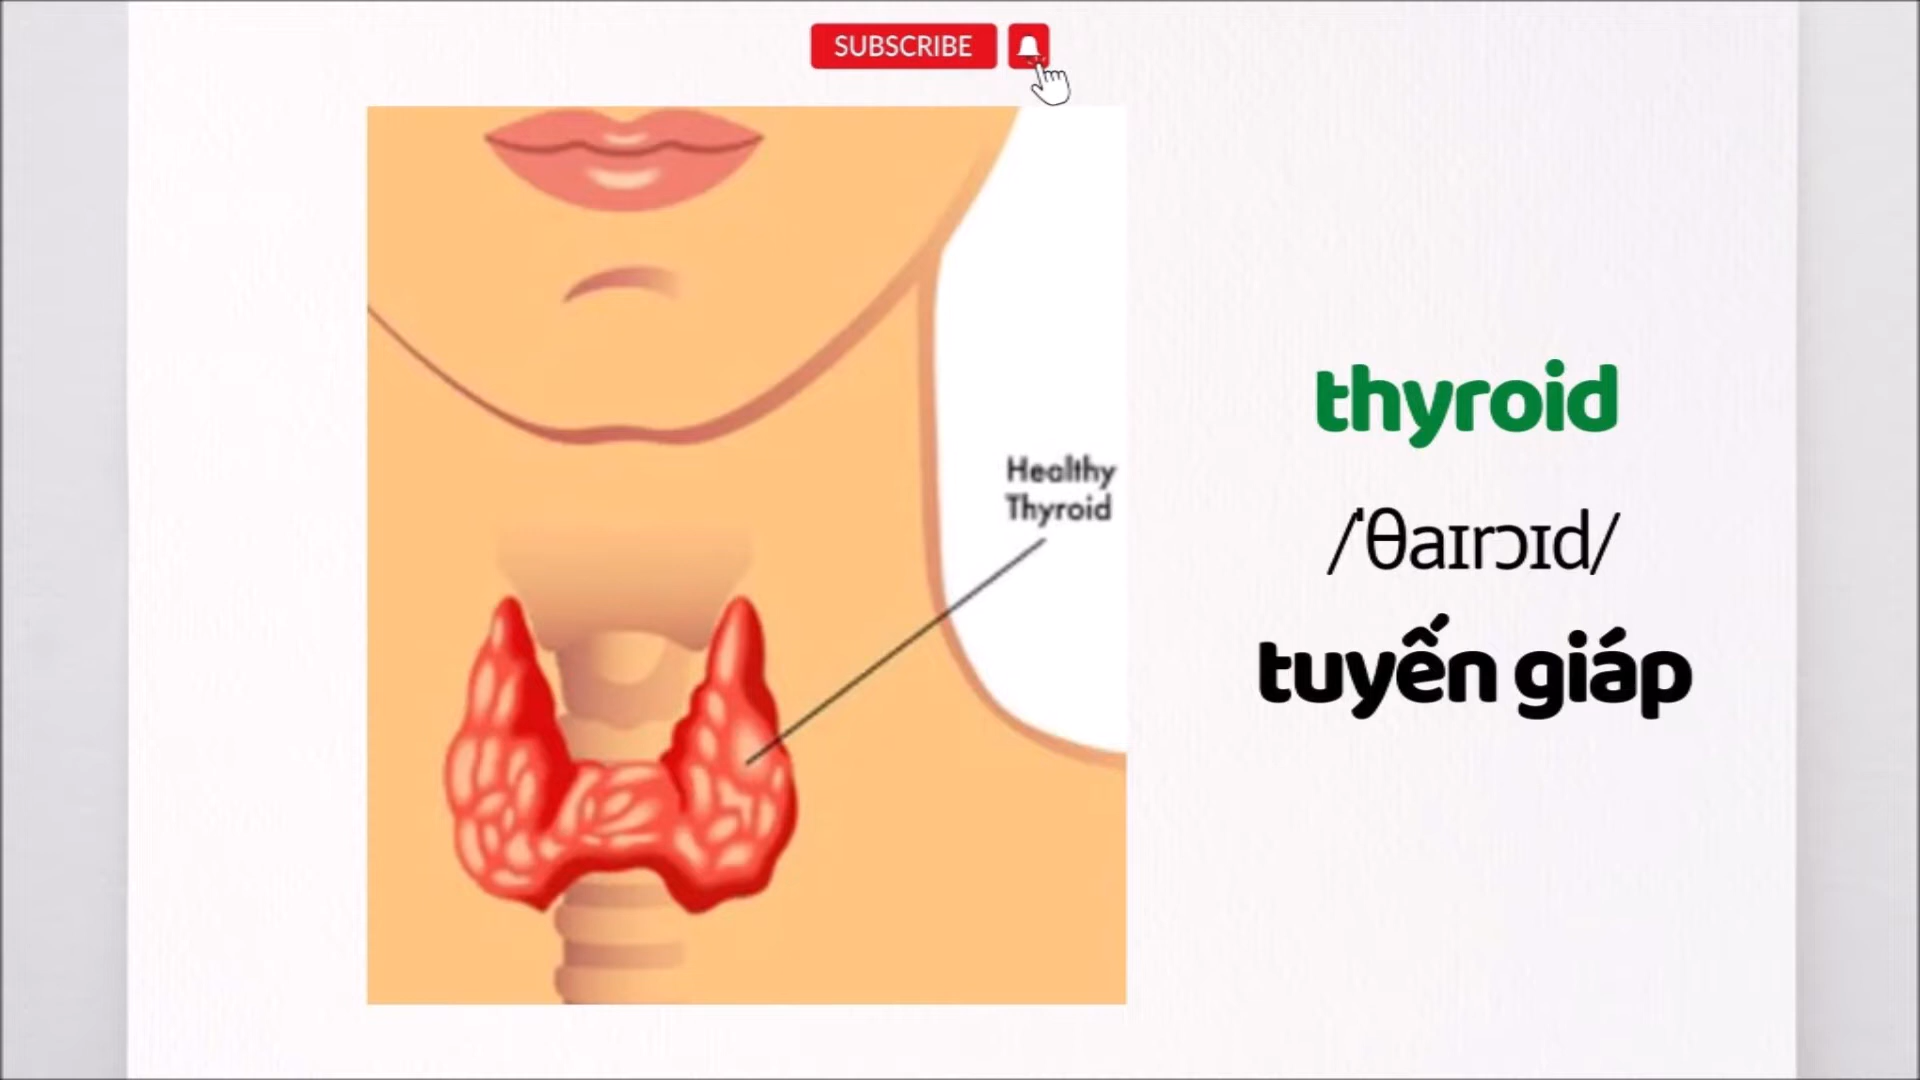 SUBSCRIBE
Healthy
Thyroid
thyroid
/ˈθaɪrɔɪd/
tuyến giáp